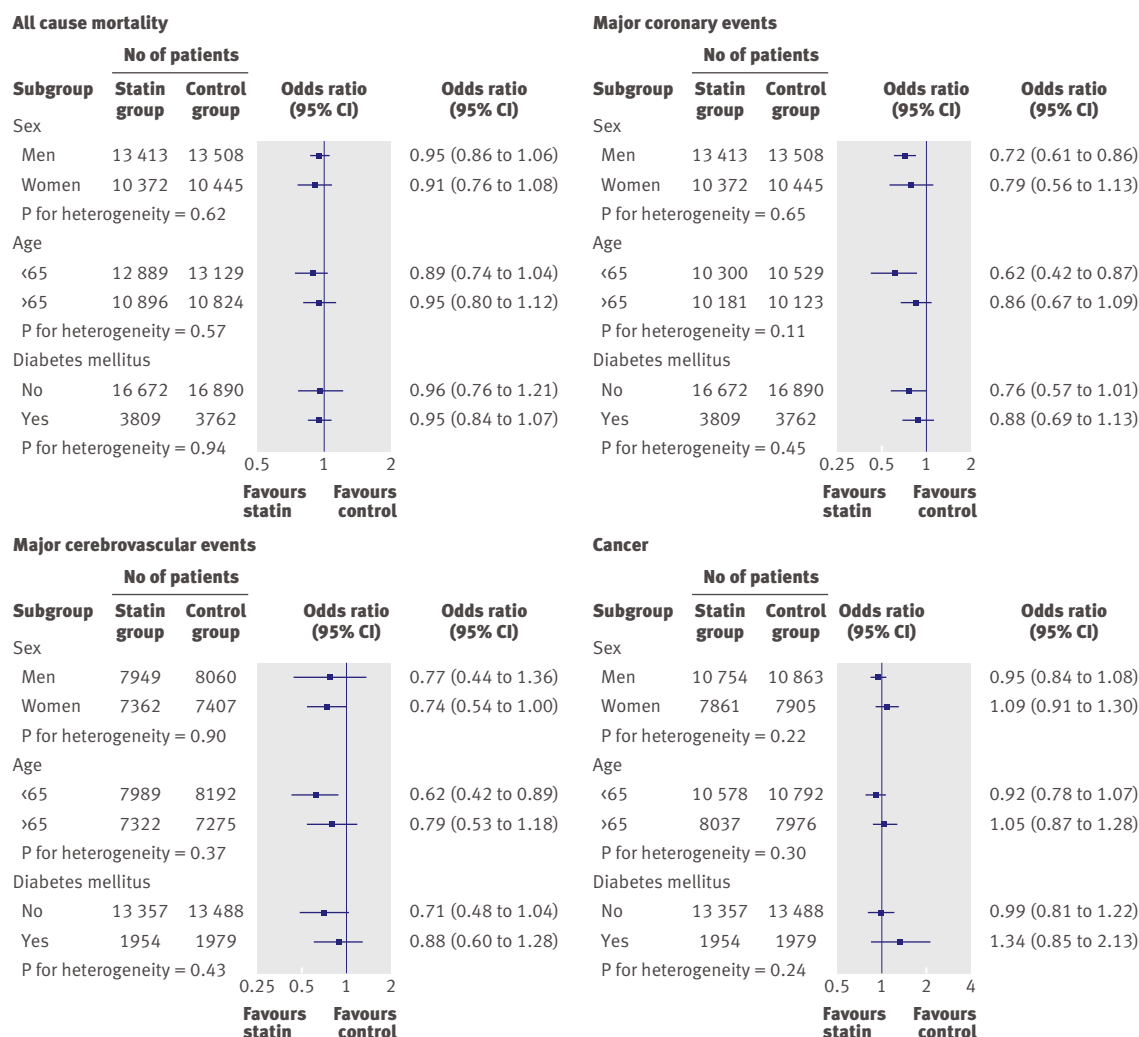 All cause mortality
No of patients
Subgroup Statin group Control group Odds ratio (95% CI) Odds ratio (95% CI)
Sex
Men 13 413 13 508 0.95 (0.86 to 1.06)
Women 10 372 10 445 0.91 (0.76 to 1.08)
P for heterogeneity = 0.62
Age
<65 12 889 13 129 0.89 (0.74 to 1.04)
>65 10 896 10 824 0.95 (0.80 to 1.12)
P for heterogeneity = 0.57
Diabetes mellitus
No 16 672 16 890 0.96 (0.76 to 1.21)
Yes 3809 3762 0.95 (0.84 to 1.07)
P for heterogeneity = 0.94
0.5 1 2
Favours statin Favours control
Major coronary events
No of patients
Subgroup Statin group Control group Odds ratio (95% CI) Odds ratio (95% CI)
Sex
Men 13 413 13 508 0.72 (0.61 to 0.86)
Women 10 372 10 445 0.79 (0.56 to 1.13)
P for heterogeneity = 0.65
Age
<65 10 300 10 529 0.62 (0.42 to 0.87)
>65 10 181 10 123 0.86 (0.67 to 1.09)
P for heterogeneity = 0.11
Diabetes mellitus
No 16 672 16 890 0.76 (0.57 to 1.01)
Yes 3809 3762 0.88 (0.69 to 1.13)
P for heterogeneity = 0.45
0.25 0.5 1 2
Favours statin Favours control
Major cerebrovascular events
No of patients
Subgroup Statin group Control group Odds ratio (95% CI) Odds ratio (95% CI)
Sex
Men 7949 8060 0.77 (0.44 to 1.36)
Women 7362 7407 0.74 (0.54 to 1.00)
P for heterogeneity = 0.90
Age
<65 7989 8192 0.62 (0.42 to 0.89)
>65 7322 7275 0.79 (0.53 to 1.18)
P for heterogeneity = 0.37
Diabetes mellitus
No 13 357 13 488 0.71 (0.48 to 1.04)
Yes 1954 1979 0.88 (0.60 to 1.28)
P for heterogeneity = 0.43
0.25 0.5 1 2
Favours statin Favours control
Cancer
No of patients
Subgroup Statin group Control group Odds ratio (95% CI) Odds ratio (95% CI)
Sex
Men 10 754 10 863 0.95 (0.84 to 1.08)
Women 7861 7905 1.09 (0.91 to 1.30)
P for heterogeneity = 0.22
Age
<65 10 578 10 792 0.92 (0.78 to 1.07)
>65 8037 7976 1.05 (0.87 to 1.28)
P for heterogeneity = 0.30
Diabetes mellitus
No 13 357 13 488 0.99 (0.81 to 1.22)
Yes 1954 1979 1.34 (0.85 to 2.13)
P for heterogeneity = 0.24
0.5 1 2 4
Favours statin Favours control